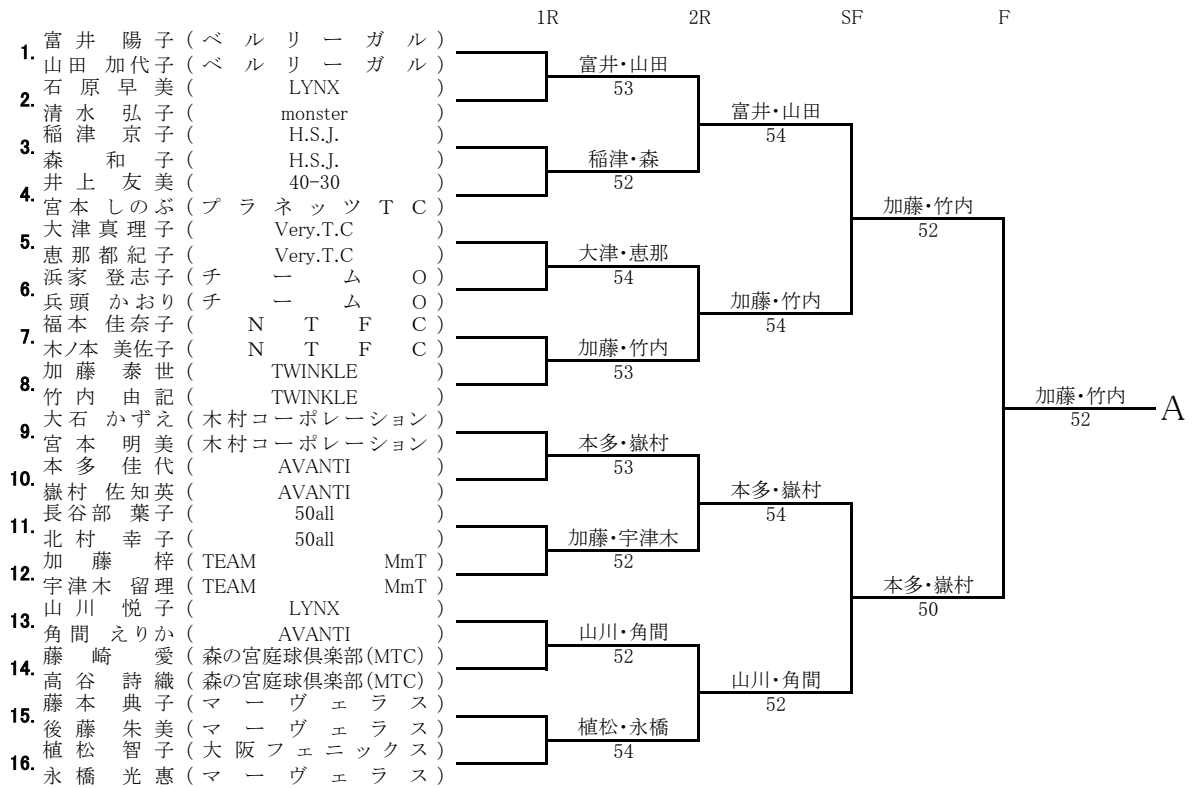 1R 2R SF F
1. 富井 陽子 ( ベルリーガル )
山田 加代子 ( ベルリーガル )
2. 石原 早美 ( LYNX )
清水 弘子 ( monster )
3. 稲津 京子 ( H.S.J. )
森 和子 ( H.S.J. )
4. 井上 友美 ( 40-30 )
宮本 しのぶ ( プラネッツTC )
5. 大津 真理子 ( Very.T.C )
恵那 都紀子 ( Very.T.C )
6. 浜家 登志子 ( チームO )
兵頭 かおり ( チームO )
7. 福本 佳奈子 ( NTFC )
木ノ本 美佐子 ( NTFC )
8. 加藤 泰世 ( TWINKLE )
竹内 由記 ( TWINKLE )
9. 大石 かずえ ( 木村コーポレーション )
宮本 明美 ( 木村コーポレーション )
10. 本多 佳代 ( AVANTI )
嶽村 佐知英 ( AVANTI )
11. 長谷部 葉子 ( 50all )
北村 幸子 ( 50all )
12. 加藤 梓 ( TEAM MmT )
宇津木 留理 ( TEAM MmT )
13. 山川 悦子 ( LYNX )
角間 えりか ( AVANTI )
14. 藤崎 愛 ( 森の宮庭球倶楽部(MTC) )
高谷 詩織 ( 森の宮庭球倶楽部(MTC) )
15. 藤本 典子 ( マーヴェラス )
後藤 朱美 ( マーヴェラス )
16. 植松 智子 ( 大阪フェニックス )
永橋 光恵 ( マーヴェラス )
富井・山田
53
稲津・森
52
大津・恵那
54
加藤・竹内
53
本多・嶽村
53
加藤・宇津木
52
山川・角間
52
植松・永橋
54
富井・山田
54
加藤・竹内
54
本多・嶽村
54
山川・角間
52
加藤・竹内
52
本多・嶽村
50
加藤・竹内
52
A